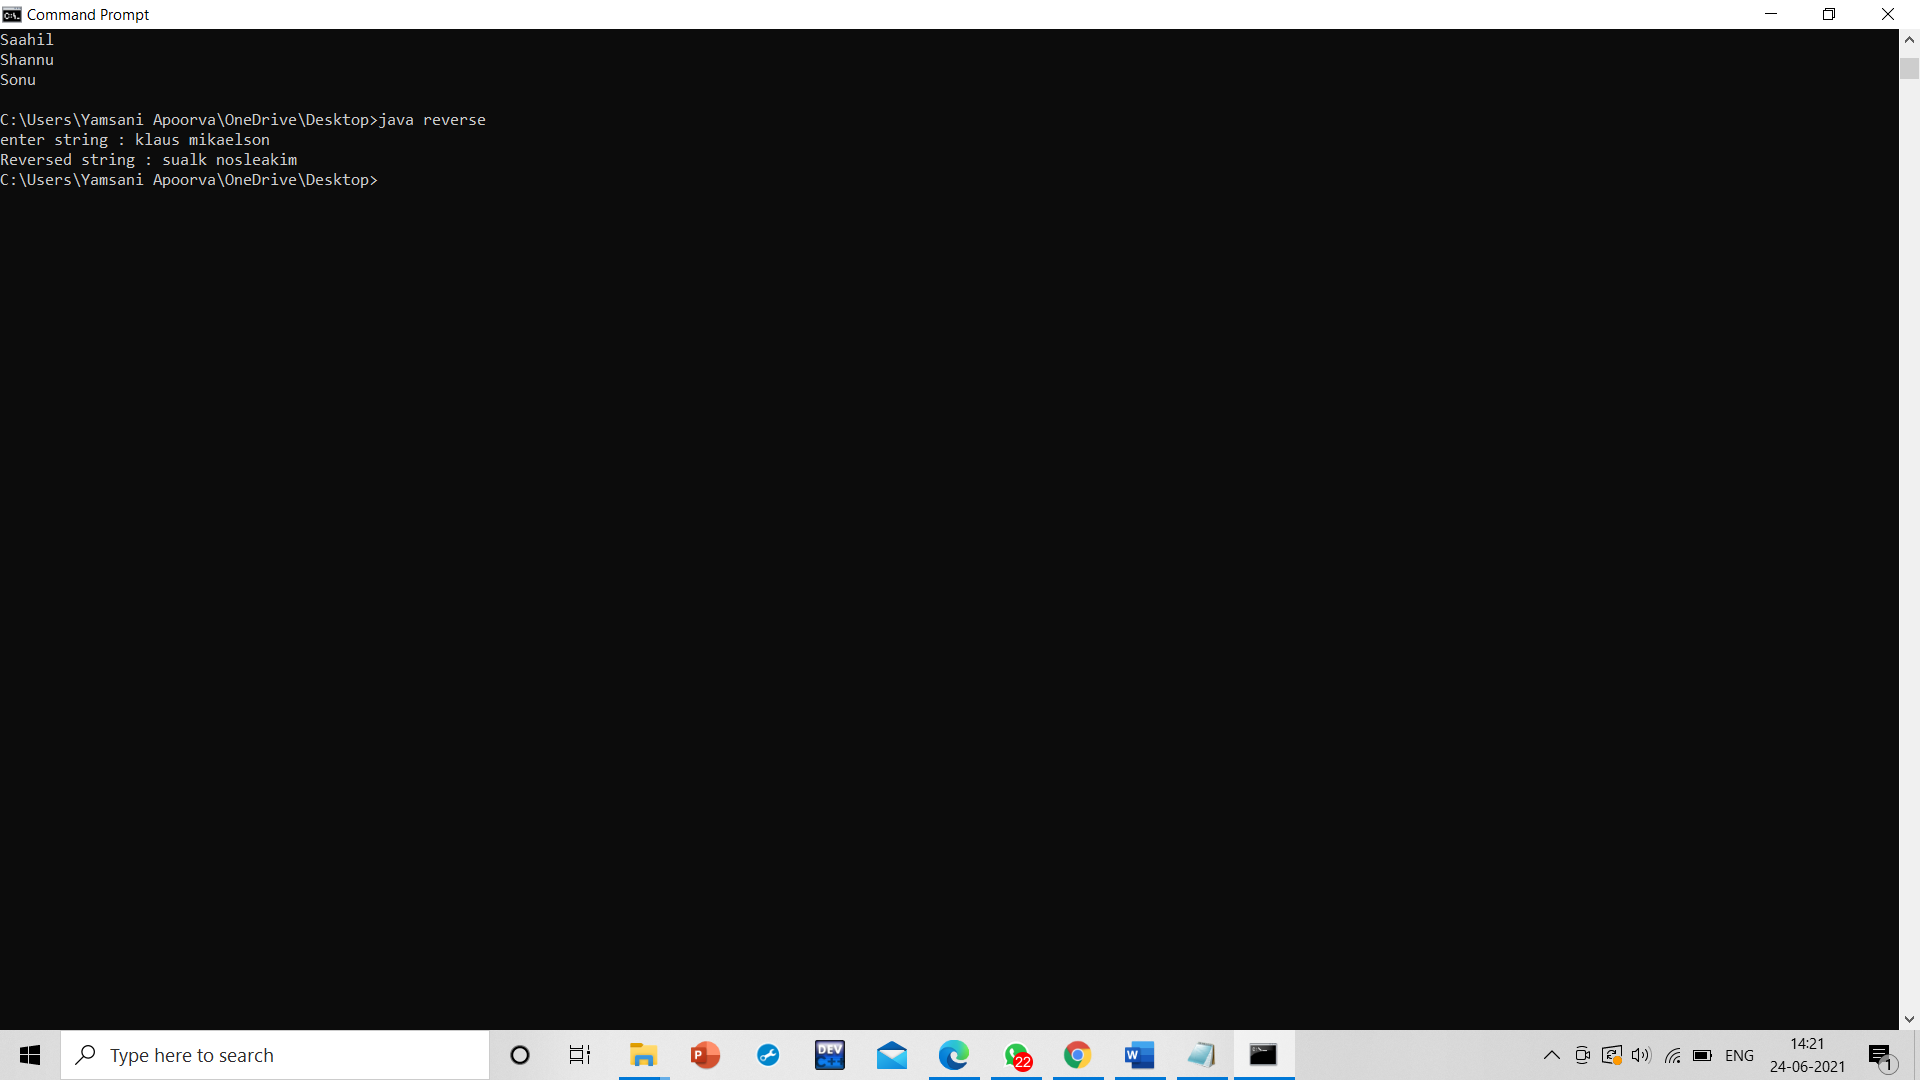 Command Prompt
Saahil
Shannu
Sonu
C:\Users\Yamsani Apoorva\OneDrive\Desktop>java reverse
enter string : klaus mikaelson
Reversed string : sualk nosleakim
C:\Users\Yamsani Apoorva\OneDrive\Desktop>
Type here to search
DEV
C++
22
ENG
14:21
24-06-2021
1